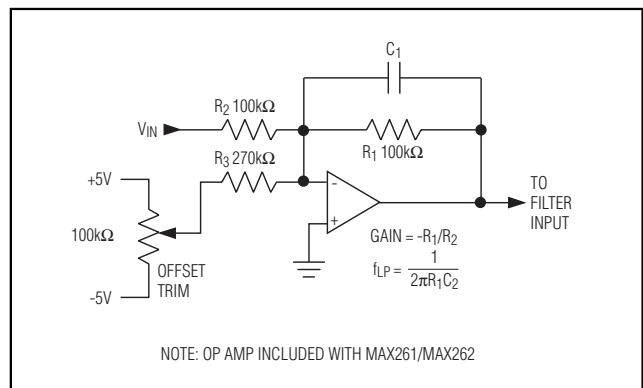 C1
R2 100kΩ
VIN
R1 100kΩ
R3 270kΩ
+5V
-
+
TO
FILTER
INPUT
100kΩ
GAIN = -R1/R2
OFFSET
TRIM
fLP = 1
2πR1C2
-5V
NOTE: OP AMP INCLUDED WITH MAX261/MAX262